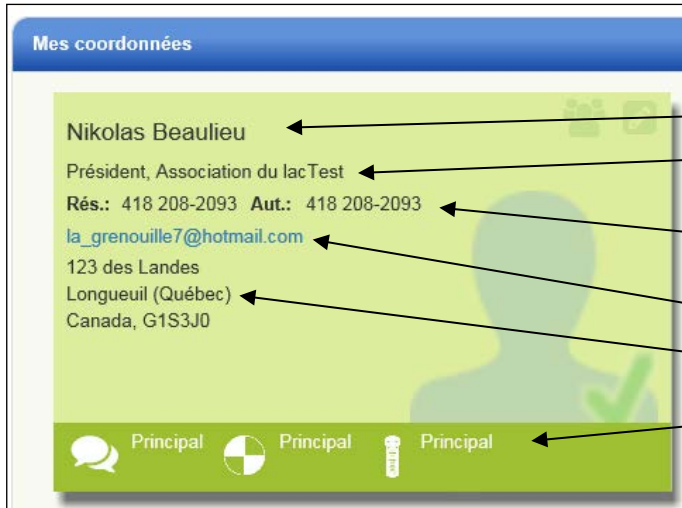 Mes coordonnées
Nikolas Beaulieu
Président, Association du lacTest
Rés.: 418 208-2093 Aut.: 418 208-2093
la_grenouille7@hotmail.com
123 des Landes
Longueuil (Québec)
Canada, G1S3J0
Principal Principal Principal